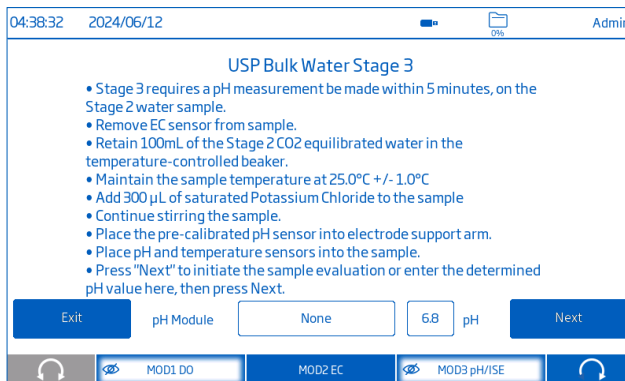 04:38:32 2024/06/12 0% Admin
USP Bulk Water Stage 3
• Stage 3 requires a pH measurement be made within 5 minutes, on the
Stage 2 water sample.
• Remove EC sensor from sample.
• Retain 100mL of the Stage 2 CO2 equilibrated water in the
temperature-controlled beaker.
• Maintain the sample temperature at 25.0°C +/- 1.0°C
• Add 300 µL of saturated Potassium Chloride to the sample
• Continue stirring the sample.
• Place the pre-calibrated pH sensor into electrode support arm.
• Place pH and temperature sensors into the sample.
• Press "Next" to initiate the sample evaluation or enter the determined
pH value here, then press Next.
Exit pH Module None 6.8 pH Next
MOD1 DO MOD2 EC MOD3 pH/ISE